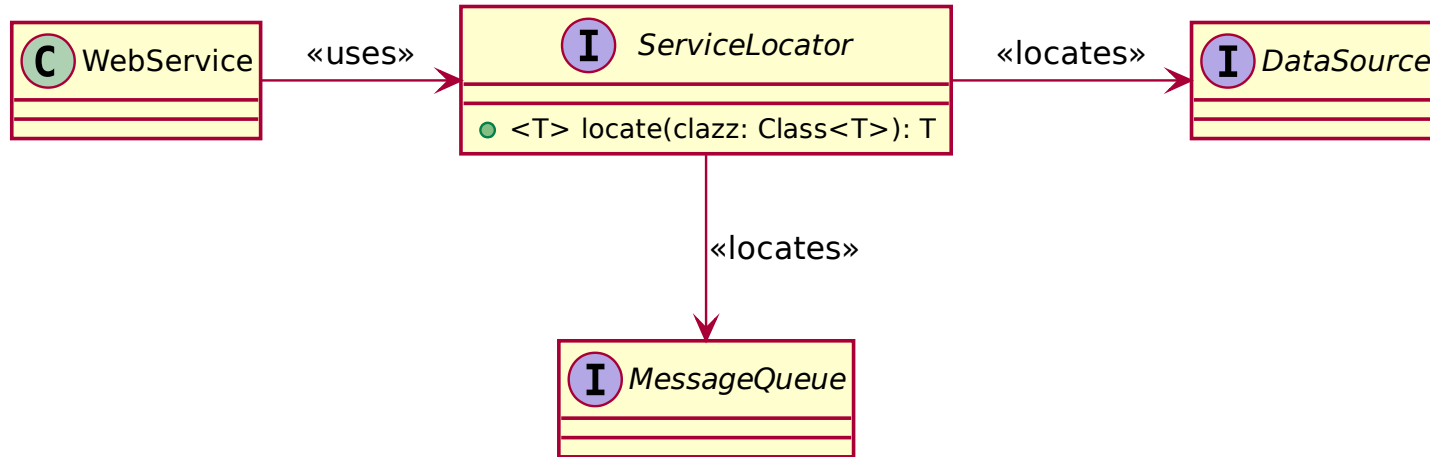 C WebService
«uses»
I ServiceLocator
<T> locate(clazz: Class<T>): T
«locates»
I DataSource
«locates»
I MessageQueue